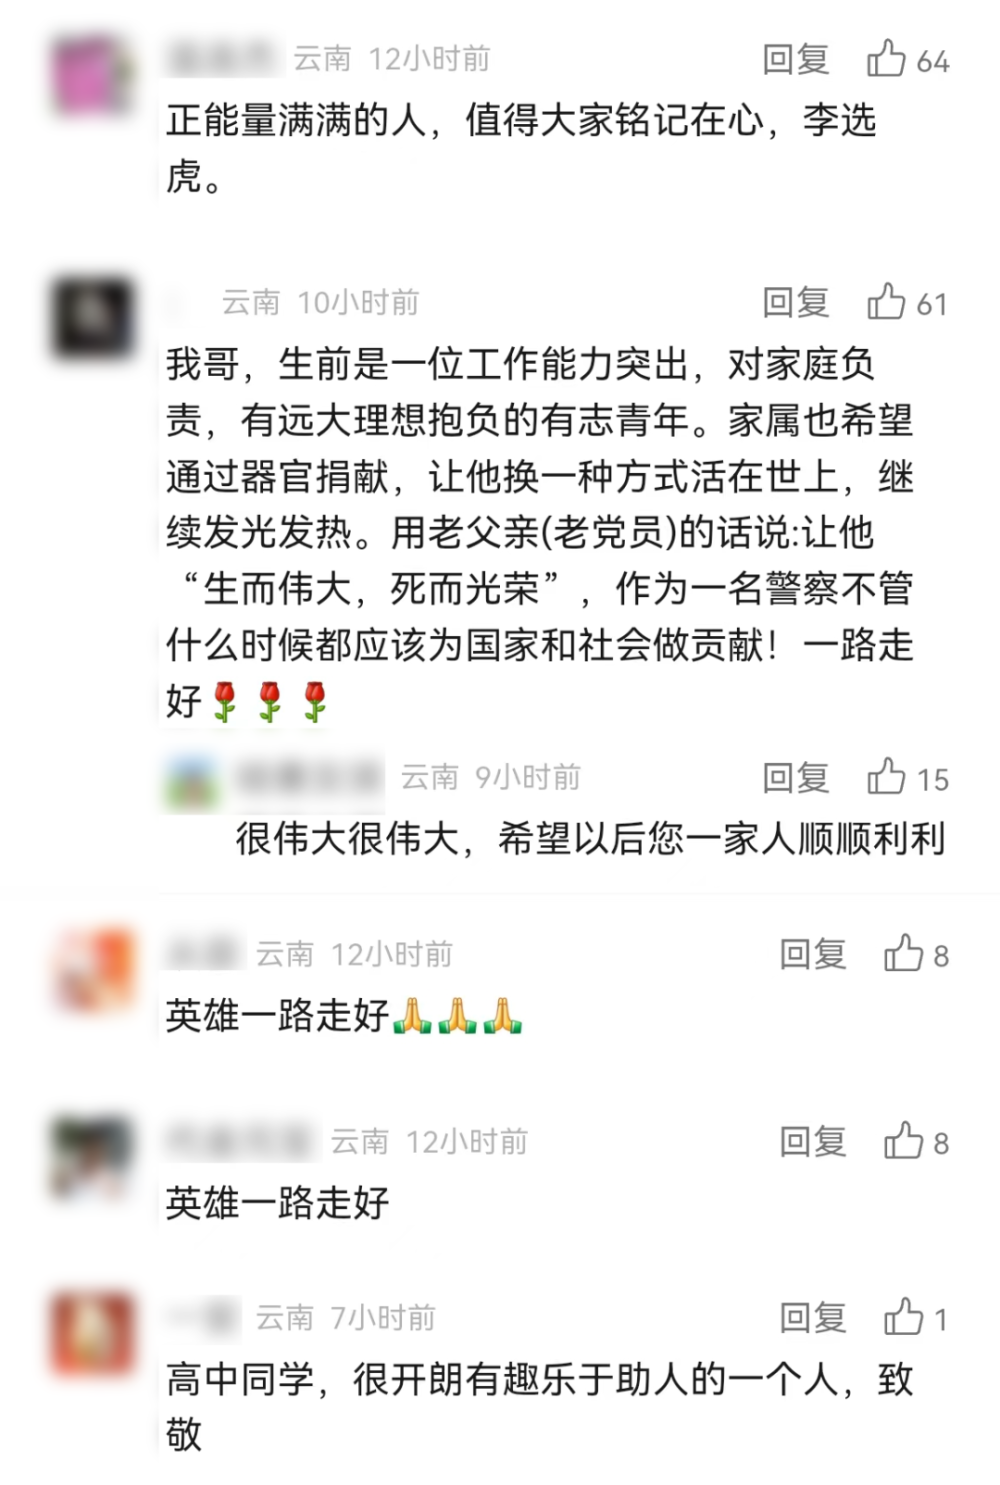 云南 12小时前 回复 64
正能量满满的人，值得大家铭记在心，李选
虎。
云南 10小时前 回复 61
我哥，生前是一位工作能力突出，对家庭负
责，有远大理想抱负的有志青年。家属也希望
通过器官捐献，让他换一种方式活在世上，继
续发光发热。用老父亲(老党员)的话说:让他
“生而伟大，死而光荣”，作为一名警察不管
什么时候都应该为国家和社会做贡献！一路走
好🌹🌹🌹
云南 9小时前 回复 15
很伟大很伟大，希望以后您一家人顺顺利利
云南 12小时前 回复 8
英雄一路走好🙏🙏🙏
云南 12小时前 回复 8
英雄一路走好
云南 7小时前 回复 1
高中同学，很开朗有趣乐于助人的一个人，致
敬